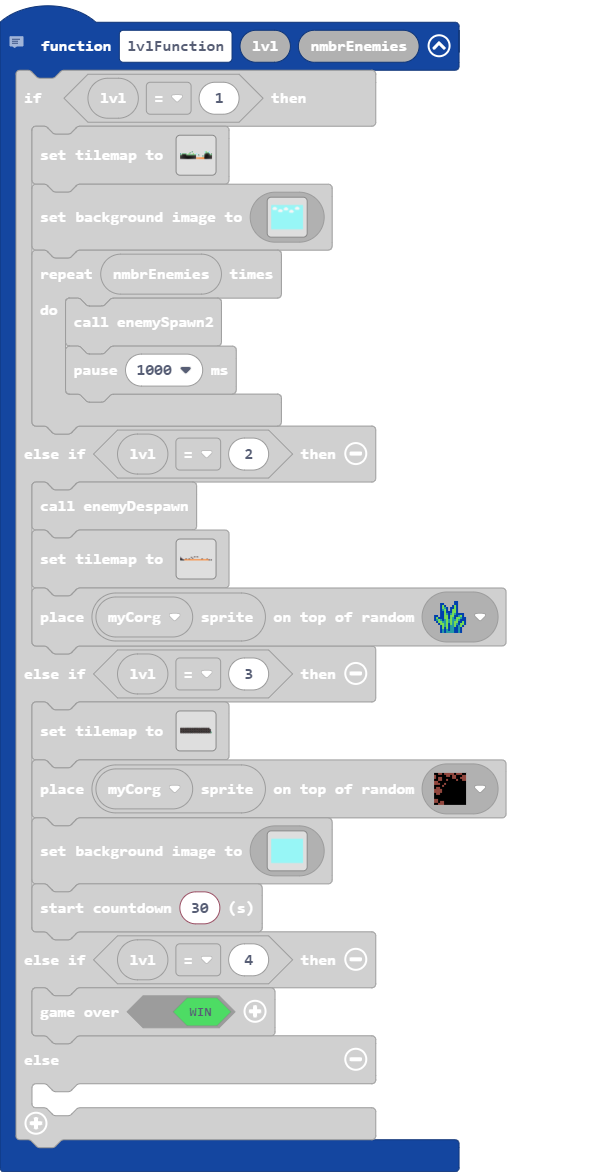 function lvlFunction lvl nmbrEnemies
if lvl = 1 then
set tilemap to
set background image to
repeat nmbrEnemies times
do
call enemySpawn2
pause 1000 ms
else if lvl = 2 then
call enemyDespawn
set tilemap to
place myCorg sprite on top of random
else if lvl = 3 then
set tilemap to
place myCorg sprite on top of random
set background image to
start countdown 30 (s)
else if lvl = 4 then
game over WIN
else